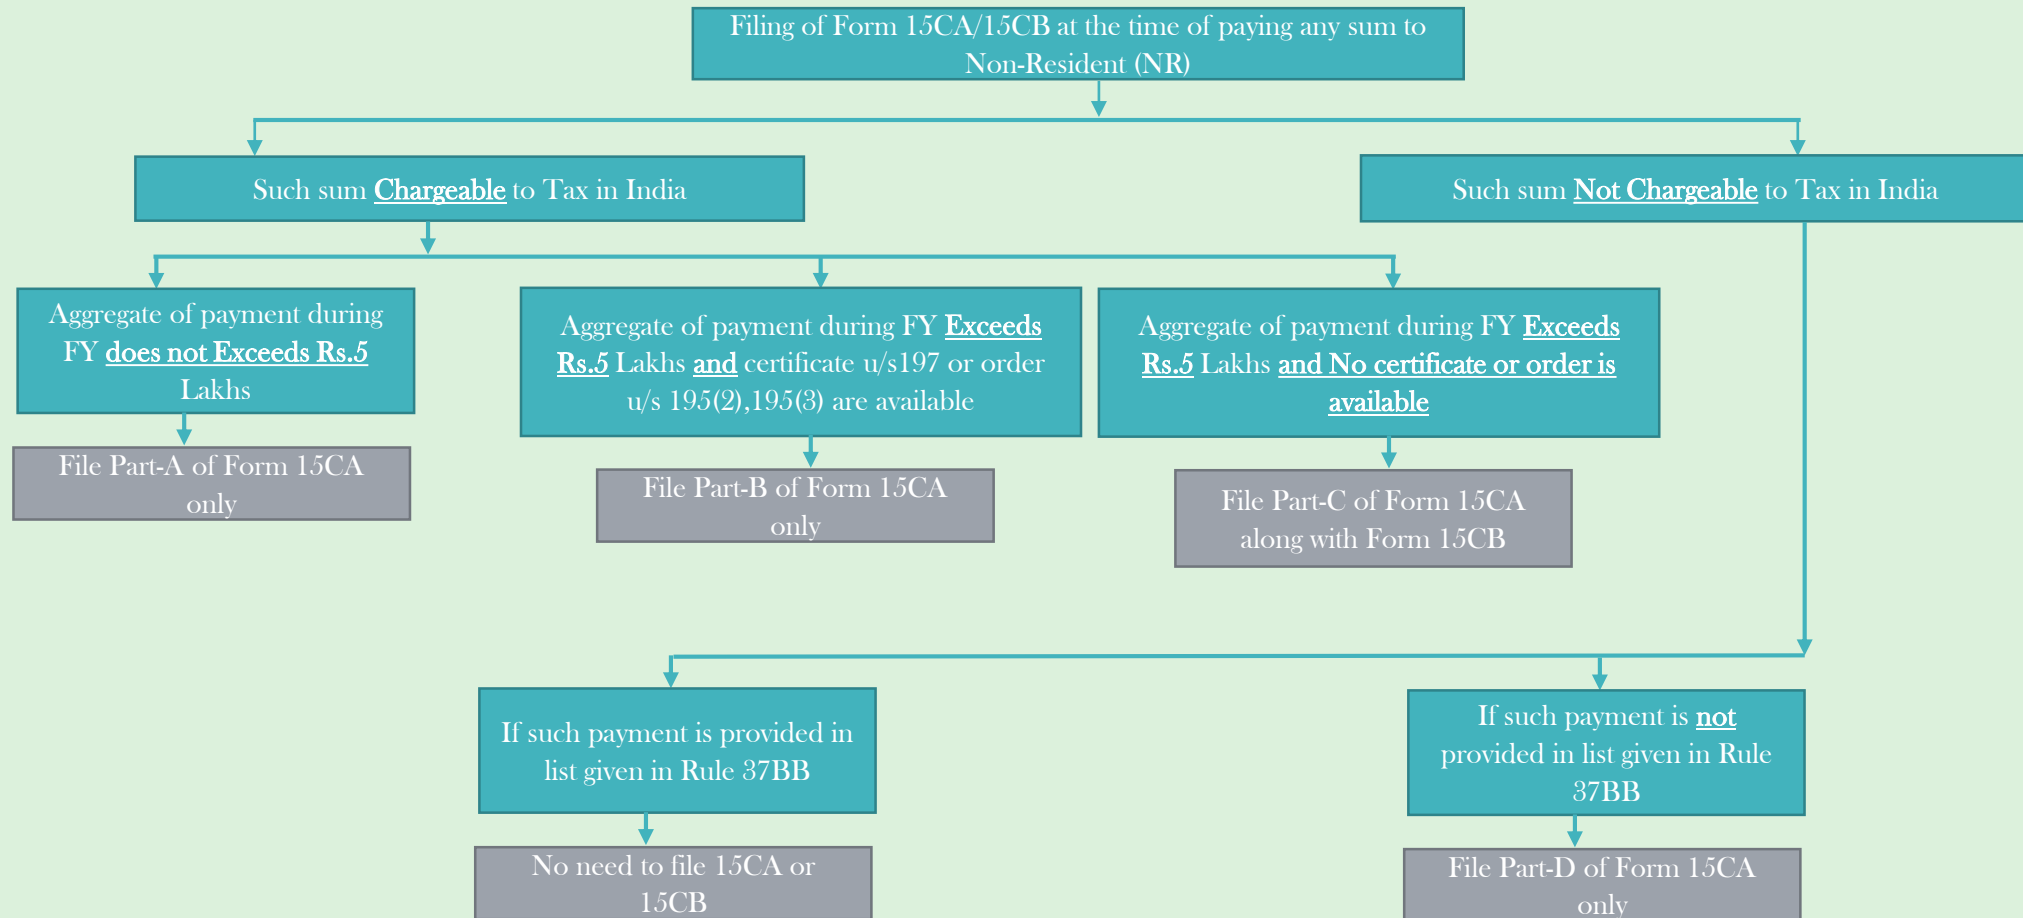 Filing of Form 15CA/15CB at the time of paying any sum to
Non-Resident (NR)
Such sum Chargeable to Tax in India
Such sum Not Chargeable to Tax in India
Aggregate of payment during
FY does not Exceeds Rs.5
Lakhs
Aggregate of payment during FY Exceeds
Rs.5 Lakhs and certificate u/s197 or order
u/s 195(2),195(3) are available
Aggregate of payment during FY Exceeds
Rs.5 Lakhs and No certificate or order is
available
File Part-A of Form 15CA
only
File Part-B of Form 15CA
only
File Part-C of Form 15CA
along with Form 15CB
If such payment is provided in
list given in Rule 37BB
If such payment is not
provided in list given in Rule
37BB
No need to file 15CA or
15CB
File Part-D of Form 15CA
only